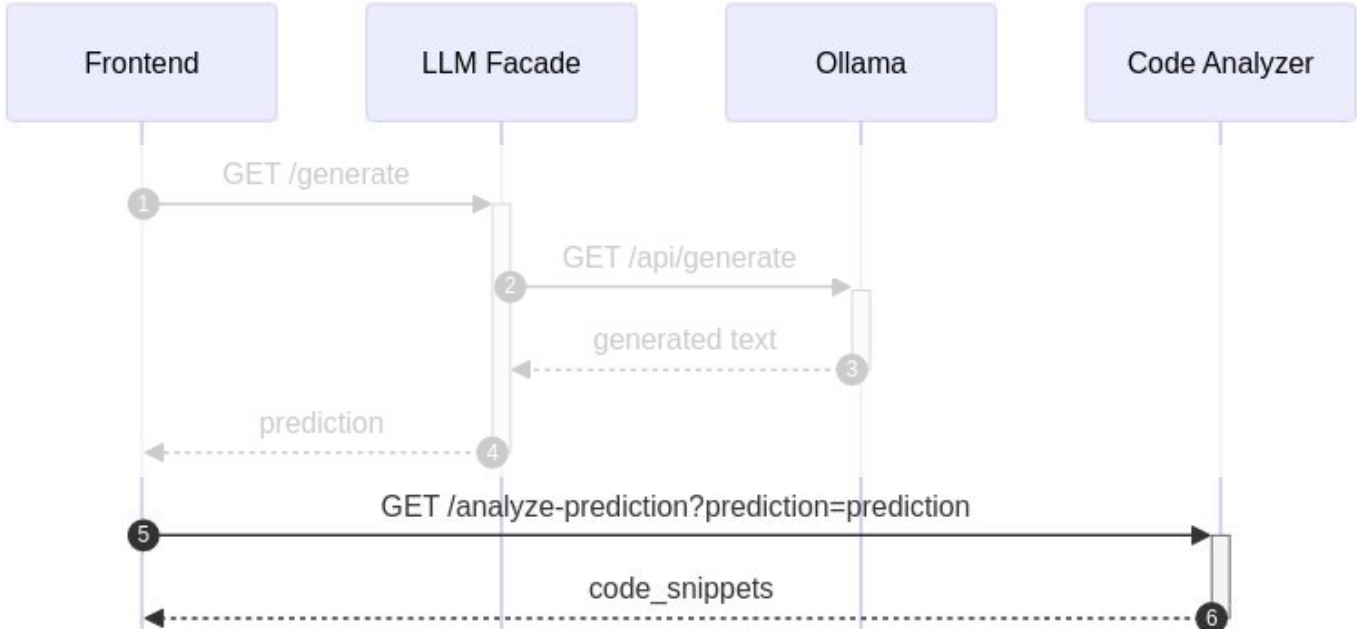 Frontend
LLM Facade
Ollama
Code Analyzer
GET /generate
1
GET /api/generate
2
generated text
3
prediction
4
GET /analyze-prediction?prediction=prediction
5
code_snippets
6